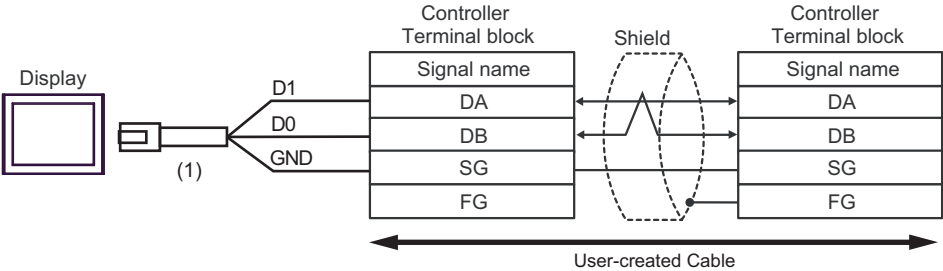 Controller
Terminal block
Controller
Terminal block
Shield
Display
Signal name
Signal name
D1
DA
DA
D0
DB
DB
GND
SG
SG
(1)
FG
FG
User-created Cable